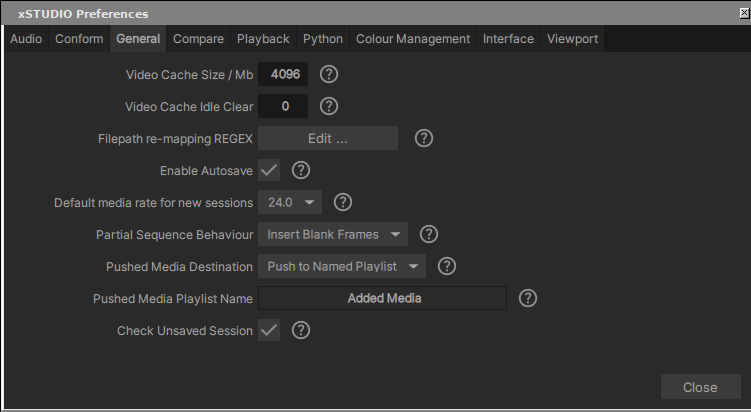 xSTUDIO Preferences
Audio Conform General Compare Playback Python Colour Management Interface Viewport
Video Cache Size / Mb 4096 ?
Video Cache Idle Clear 0 ?
Filepath re-mapping REGEX Edit ... ?
Enable Autosave ?
Default media rate for new sessions 24.0 ?
Partial Sequence Behaviour Insert Blank Frames ?
Pushed Media Destination Push to Named Playlist ?
Pushed Media Playlist Name Added Media ?
Check Unsaved Session ?
Close